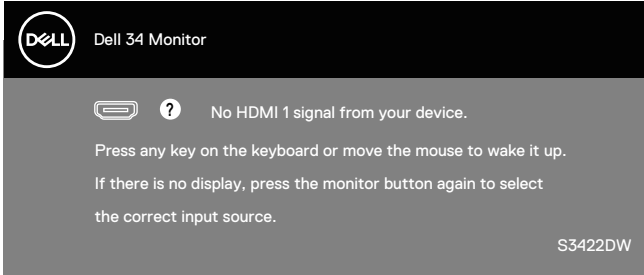 DELL
Dell 34 Monitor
? No HDMI 1 signal from your device.
Press any key on the keyboard or move the mouse to wake it up.
If there is no display, press the monitor button again to select
the correct input source.
S3422DW